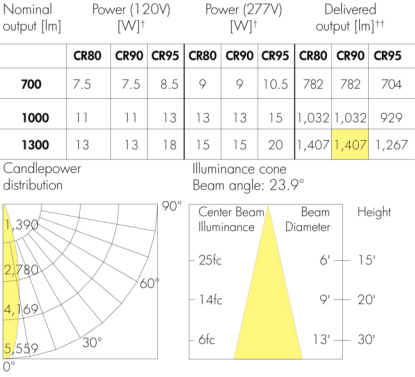 Nominal output [lm] Power (120V) [W]† Power (277V) [W]† Delivered output [lm]††
CR80 CR90 CR95 CR80 CR90 CR95 CR80 CR90 CR95
700 7.5 7.5 8.5 9 9 10.5 782 782 704
1000 11 11 13 13 13 15 1,032 1,032 929
1300 13 13 18 15 15 20 1,407 1,407 1,267
Candlepower
distribution
90°
1,390
2,780
60°
4,169
30°
5,559
0°
Illuminance cone
Beam angle: 23.9°
Center Beam Illuminance Beam Diameter Height
25fc 6' 15'
14fc 9' 20'
6fc 13' 30'